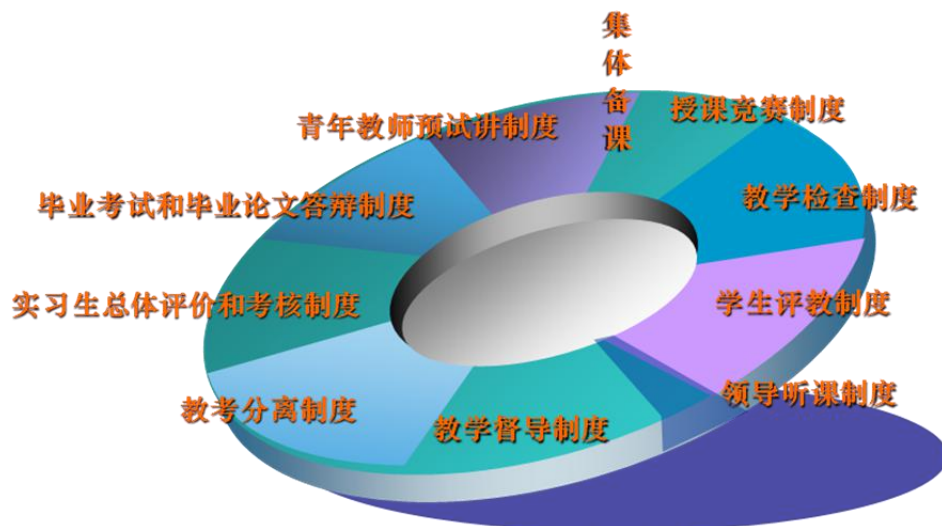 集体备课
授课竞赛制度
青年教师预试讲制度
教学检查制度
毕业考试和毕业论文答辩制度
学生评教制度
实习生总体评价和考核制度
领导听课制度
教考分离制度
教学督导制度